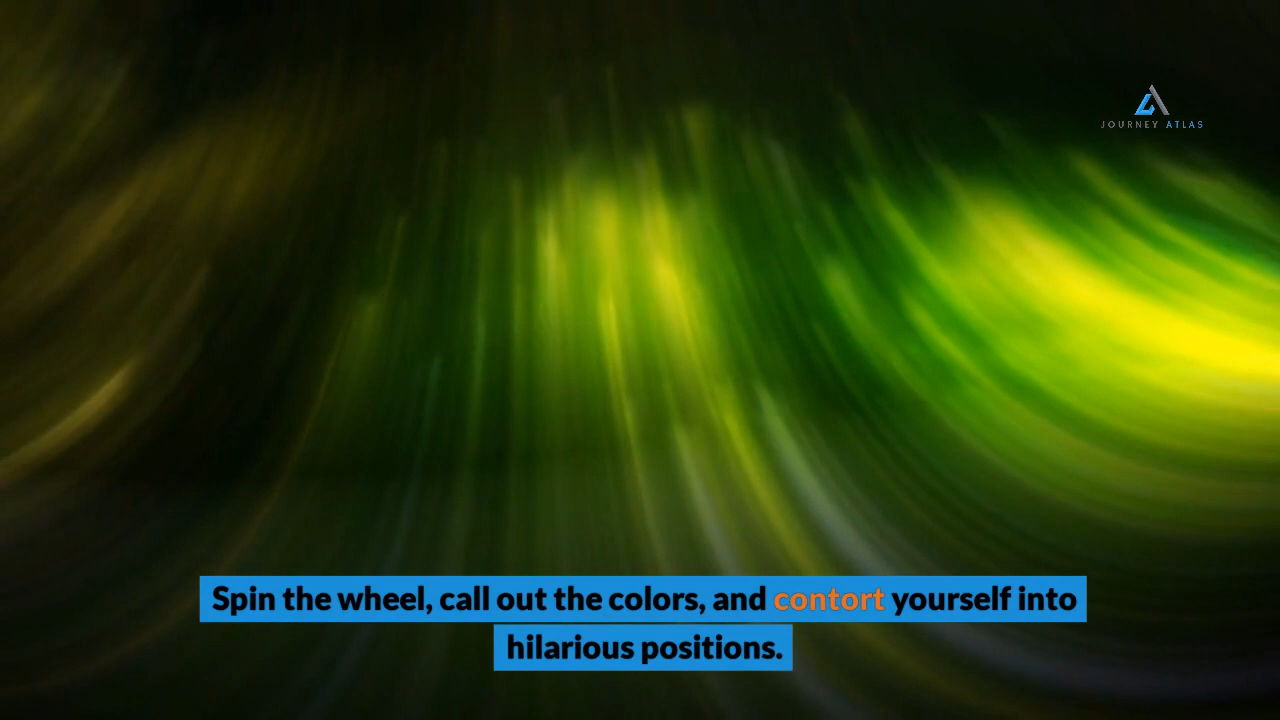 JOURNEY ATLAS
Spin the wheel, call out the colors, and contort yourself into
hilarious positions.